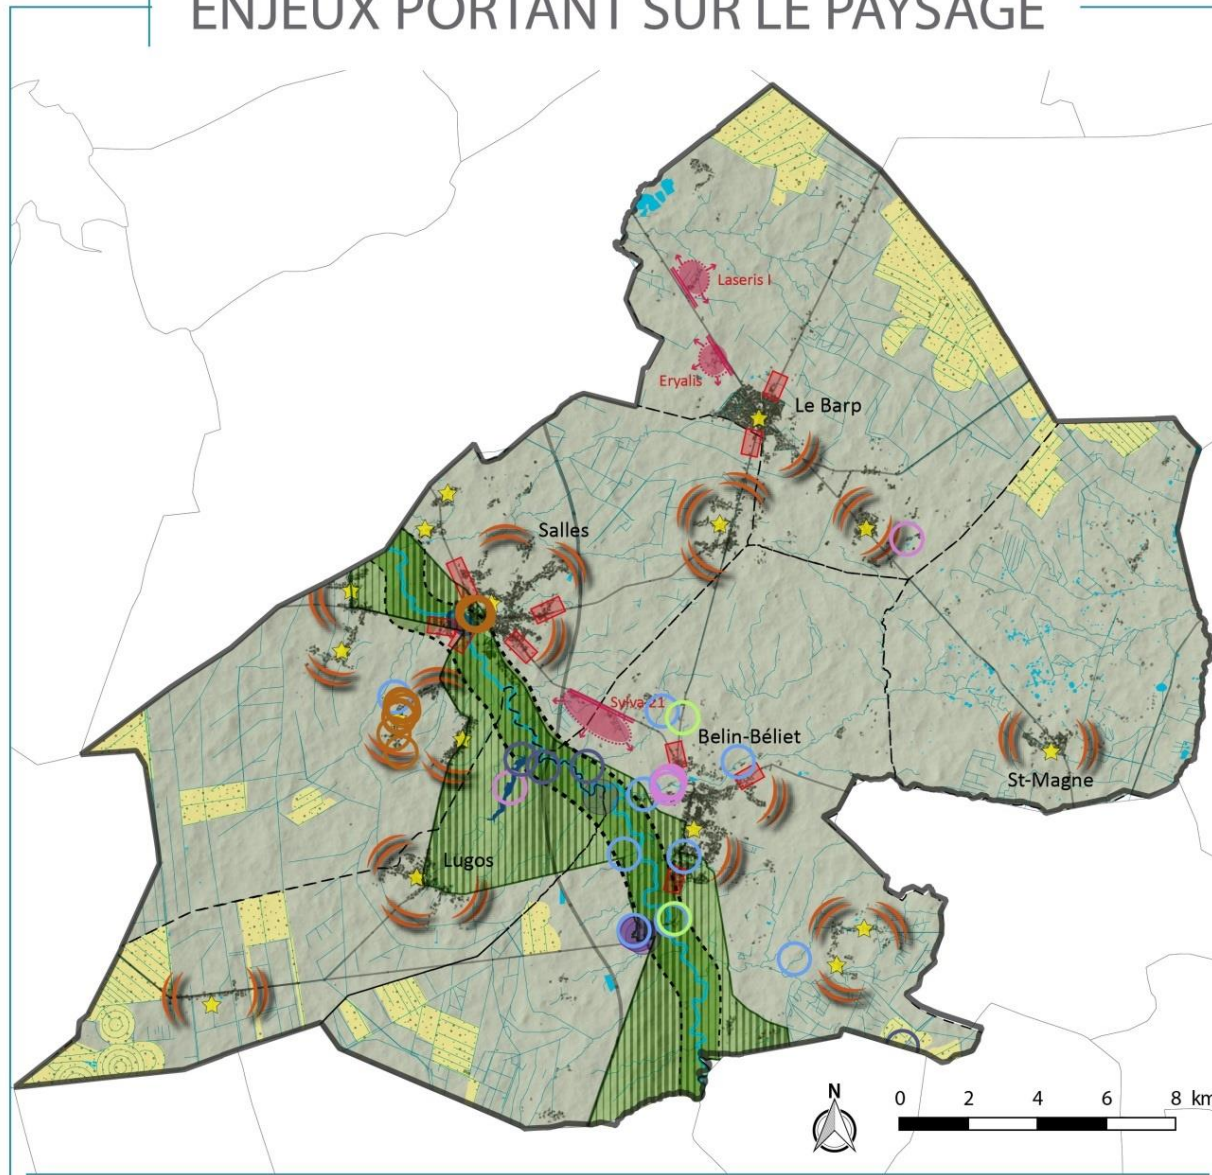 ENJEUX PORTANT SUR LE PAYSAGE
Laseris I
Eryalis
Le Barp
Salles
Sylva 21
Belin-Béliet
St-Magne
Lugos
N
0 2 4 6 8 km